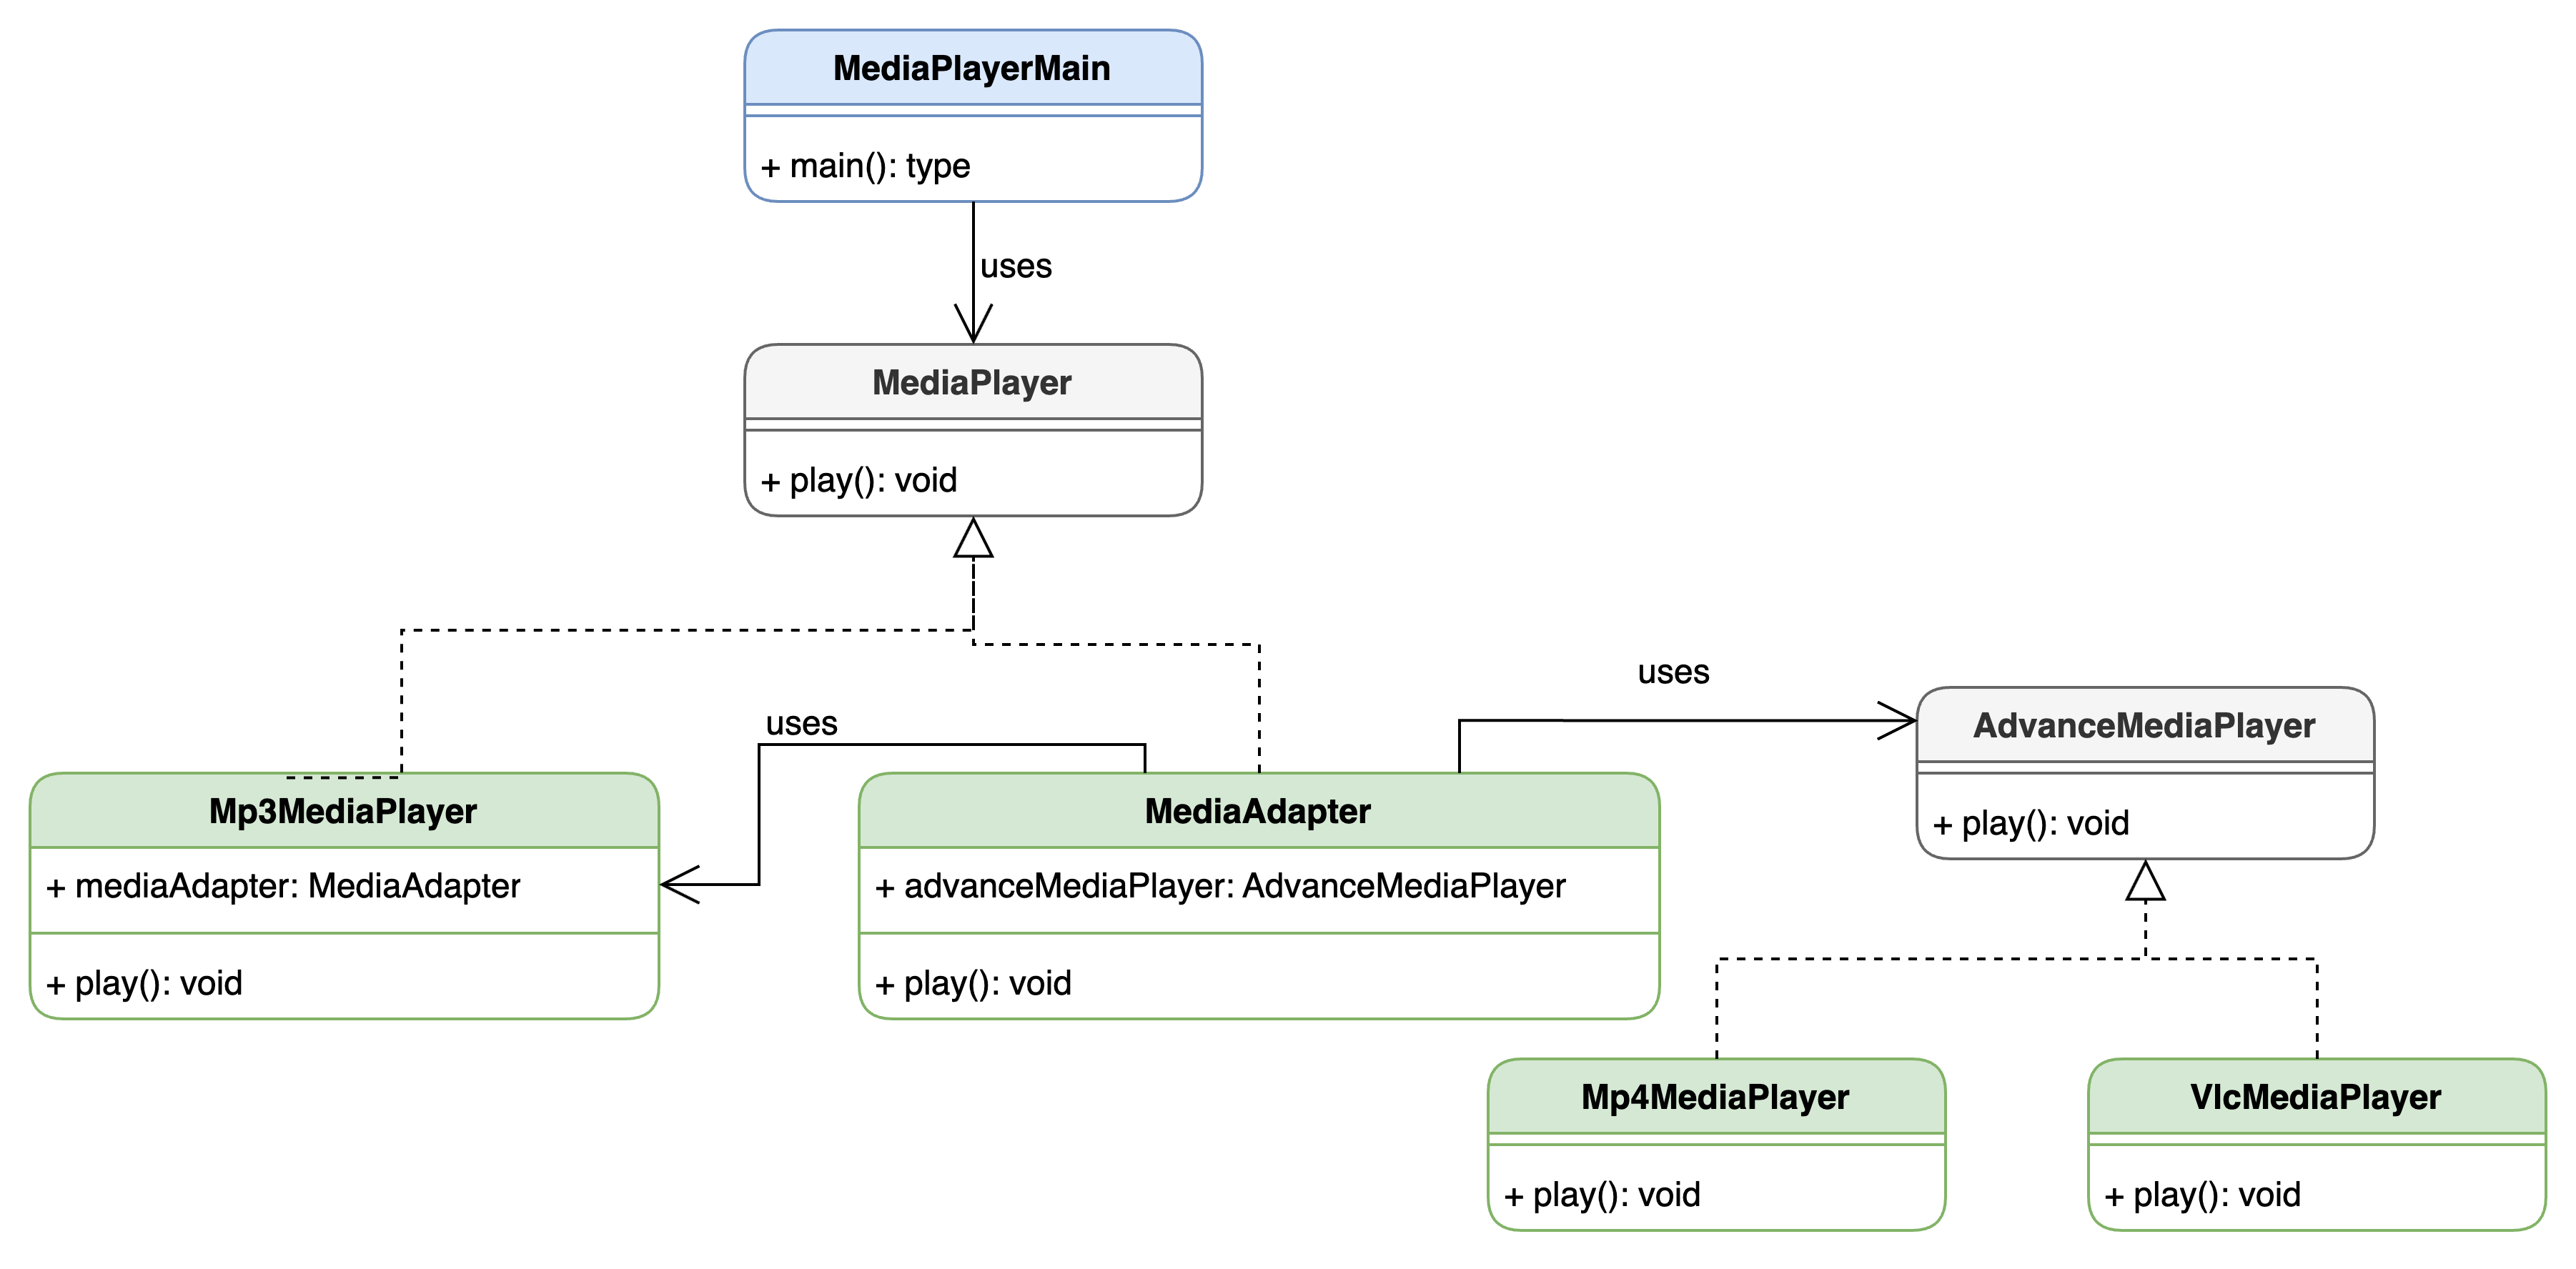 MediaPlayerMain
+ main(): type
uses
MediaPlayer
+ play(): void
uses
uses
Mp3MediaPlayer
+ mediaAdapter: MediaAdapter
+ play(): void
MediaAdapter
+ advanceMediaPlayer: AdvanceMediaPlayer
+ play(): void
AdvanceMediaPlayer
+ play(): void
Mp4MediaPlayer
+ play(): void
VlcMediaPlayer
+ play(): void